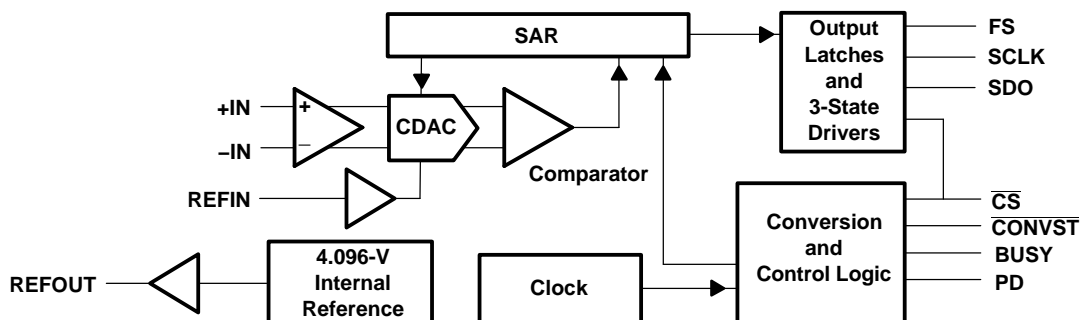 SAR
Output
Latches
and
3-State
Drivers
FS
SCLK
SDO
+IN
−IN
+
−
CDAC
Comparator
REFIN
CS
CONVST
BUSY
PD
Conversion
and
Control Logic
REFOUT
4.096-V
Internal
Reference
Clock